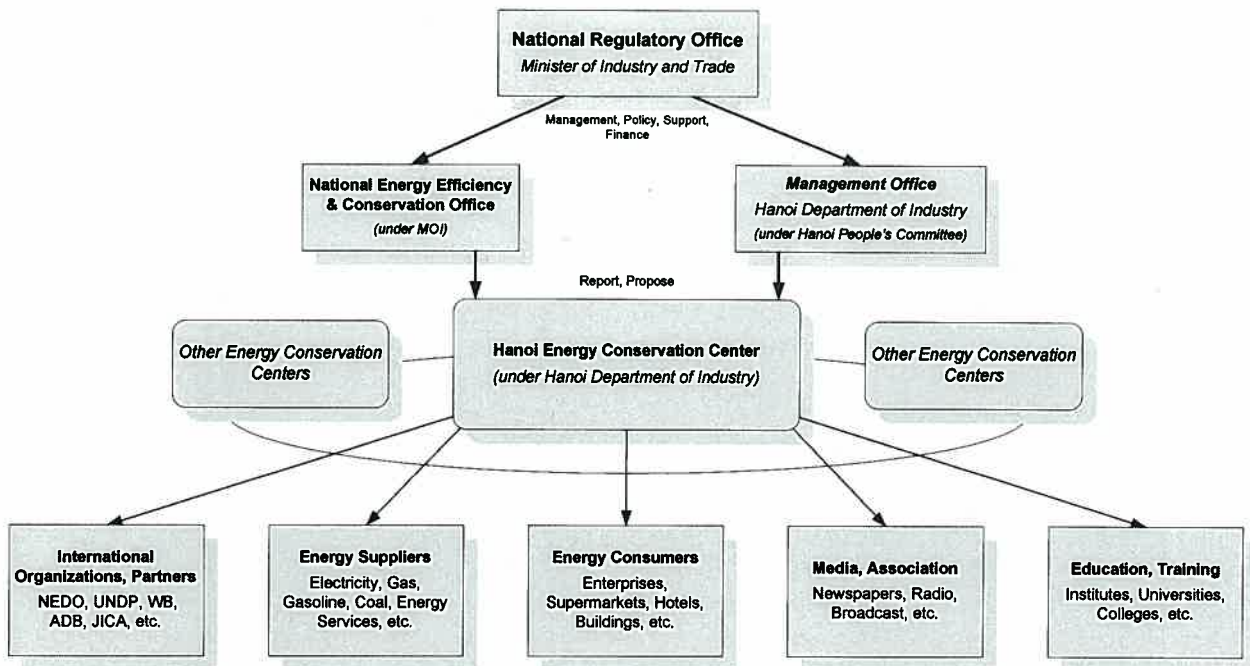 National Regulatory Office
Minister of Industry and Trade
Management, Policy, Support,
Finance
National Energy Efficiency
& Conservation Office
(under MOI)
Management Office
Hanoi Department of Industry
(under Hanoi People's Committee)
Report, Propose
Other Energy Conservation
Centers
Hanoi Energy Conservation Center
(under Hanoi Department of Industry)
Other Energy Conservation
Centers
International
Organizations, Partners
NEDO, UNDP, WB,
ADB, JICA, etc.
Energy Suppliers
Electricity, Gas,
Gasoline, Coal, Energy
Services, etc.
Energy Consumers
Enterprises,
Supermarkets, Hotels,
Buildings, etc.
Media, Association
Newspapers, Radio,
Broadcast, etc.
Education, Training
Institutes, Universities,
Colleges, etc.